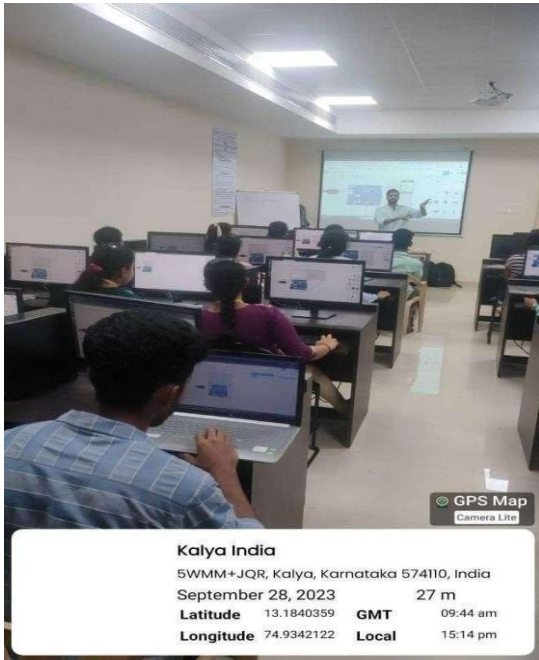 GPS Map
Camera Lite
Kalya India
5WMM+JQR, Kalya, Karnataka 574110, India
September 28, 2023 27 m
Latitude 13.1840359 GMT 09:44 am
Longitude 74.9342122 Local 15:14 pm